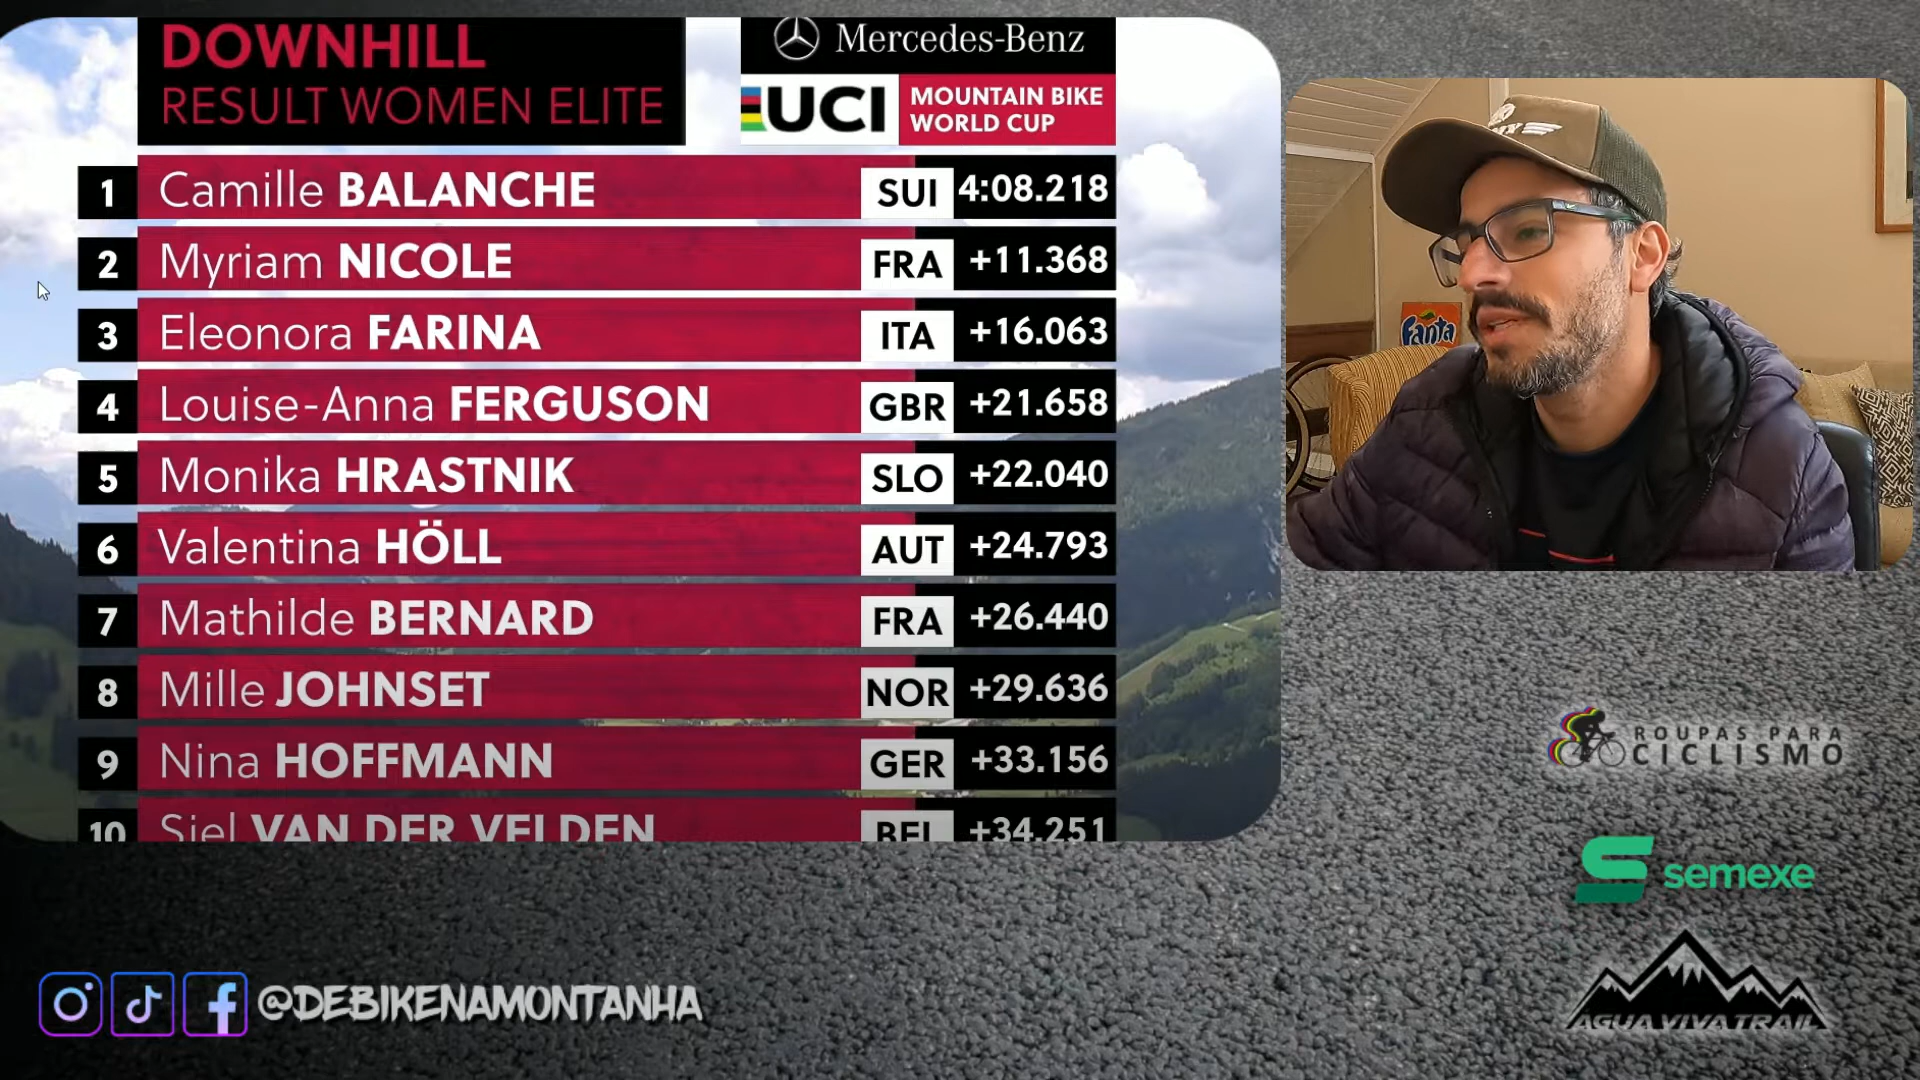 DOWNHILL
RESULT WOMEN ELITE
Mercedes-Benz
UCI
MOUNTAIN BIKE
WORLD CUP
1 Camille BALANCHE SUI 4:08.218
2 Myriam NICOLE FRA +11.368
3 Eleonora FARINA ITA +16.063
4 Louise-Anna FERGUSON GBR +21.658
5 Monika HRASTNIK SLO +22.040
6 Valentina HÖLL AUT +24.793
7 Mathilde BERNARD FRA +26.440
8 Mille JOHNSET NOR +29.636
9 Nina HOFFMANN GER +33.156
10 Siel VAN DER VELDEN BEL +34.251
Fanta
ROUPAS PARA
CICLISMO
semexe
AGUA VIVA TRAIL
@DEBIKENAMONTANHA